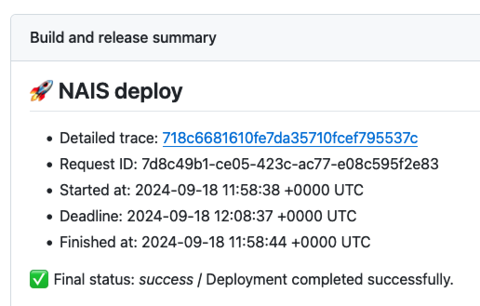 Build and release summary
🚀 NAIS deploy
• Detailed trace: 718c6681610fe7da35710fcef795537c
• Request ID: 7d8c49b1-ce05-423c-ac77-e08c595f2e83
• Started at: 2024-09-18 11:58:38 +0000 UTC
• Deadline: 2024-09-18 12:08:37 +0000 UTC
• Finished at: 2024-09-18 11:58:44 +0000 UTC
✅ Final status: success / Deployment completed successfully.